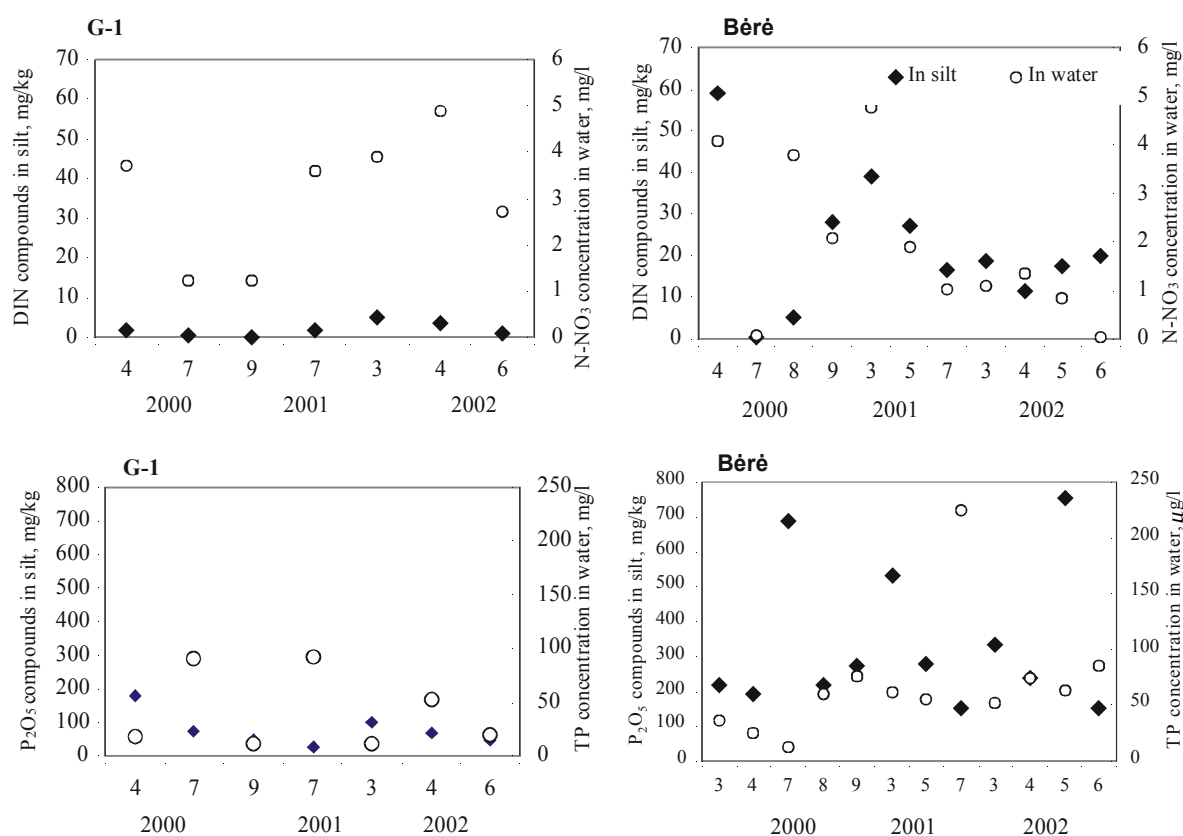 G-1
DIN compounds in silt, mg/kg
70
60
50
40
30
20
10
0
6
5
4
3
2
1
0
N-NO₃ concentration in water, mg/l
4 7 9 7 3 4 6
2000 2001 2002
Bėrė
DIN compounds in silt, mg/kg
70
60
50
40
30
20
10
0
In silt In water
6
5
4
3
2
1
0
N-NO₃ concentration in water, mg/l
4 7 8 9 3 5 7 3 4 5 6
2000 2001 2002
G-1
P₂O₅ compounds in silt, mg/kg
800
700
600
500
400
300
200
100
0
250
200
150
100
50
0
TP concentration in water, mg/l
4 7 9 7 3 4 6
2000 2001 2002
Bėrė
P₂O₅ compounds in silt, mg/kg
800
700
600
500
400
300
200
100
0
250
200
150
100
50
0
TP concentration in water, µg/l
3 4 7 8 9 3 5 7 3 4 5 6
2000 2001 2002